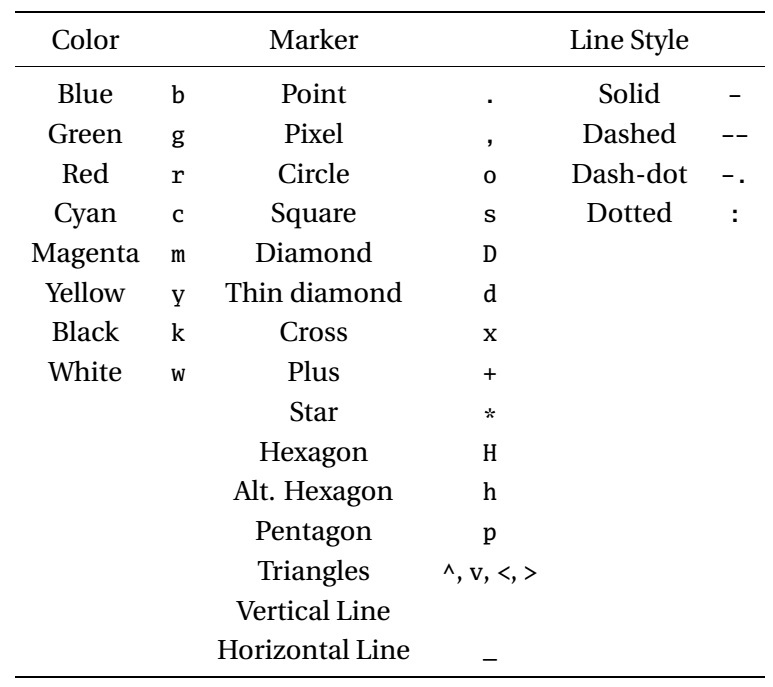 Color Marker Line Style
Blue b Point . Solid -
Green g Pixel , Dashed --
Red r Circle o Dash-dot -.
Cyan c Square s Dotted :
Magenta m Diamond D
Yellow y Thin diamond d
Black k Cross x
White w Plus +
Star *
Hexagon H
Alt. Hexagon h
Pentagon p
Triangles ^, v, <, >
Vertical Line
Horizontal Line _